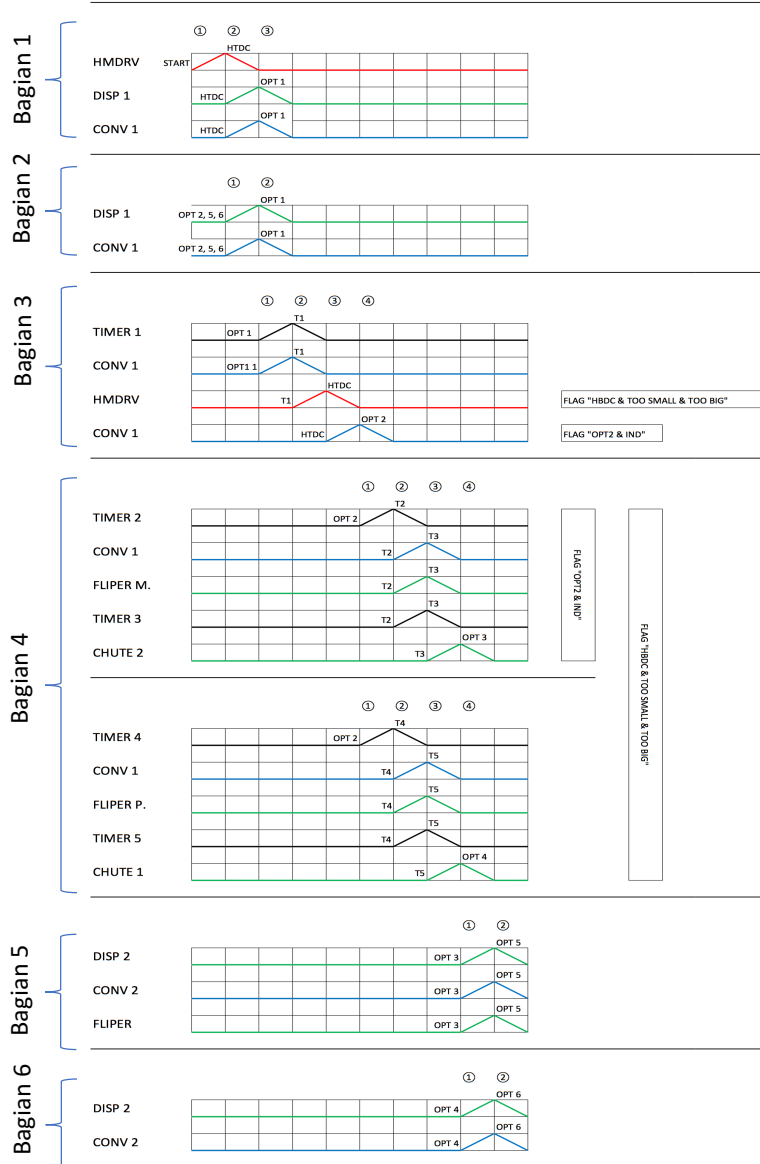 Bagian 1
① ② ③
HMDRV START HTDC
DISP 1 HTDC OPT 1
CONV 1 HTDC OPT 1
Bagian 2
① ②
DISP 1 OPT 2, 5, 6 OPT 1
CONV 1 OPT 2, 5, 6 OPT 1
Bagian 3
① ② ③ ④
TIMER 1 OPT 1 T1
CONV 1 OPT1 1 T1
HMDRV T1 HTDC FLAG "HBDC & TOO SMALL & TOO BIG"
CONV 1 HTDC OPT 2 FLAG "OPT2 & IND"
Bagian 4
① ② ③ ④
TIMER 2 OPT 2 T2
CONV 1 T2 T3
FLIPER M. T2 T3
TIMER 3 T2 T3
CHUTE 2 T3 OPT 3
FLAG "OPT2 & IND"
FLAG "HBDC & TOO SMALL & TOO BIG"
① ② ③ ④
TIMER 4 OPT 2 T4
CONV 1 T4 T5
FLIPER P. T4 T5
TIMER 5 T4 T5
CHUTE 1 T5 OPT 4
Bagian 5
① ②
DISP 2 OPT 3 OPT 5
CONV 2 OPT 3 OPT 5
FLIPER OPT 3 OPT 5
Bagian 6
① ②
DISP 2 OPT 4 OPT 6
CONV 2 OPT 4 OPT 6